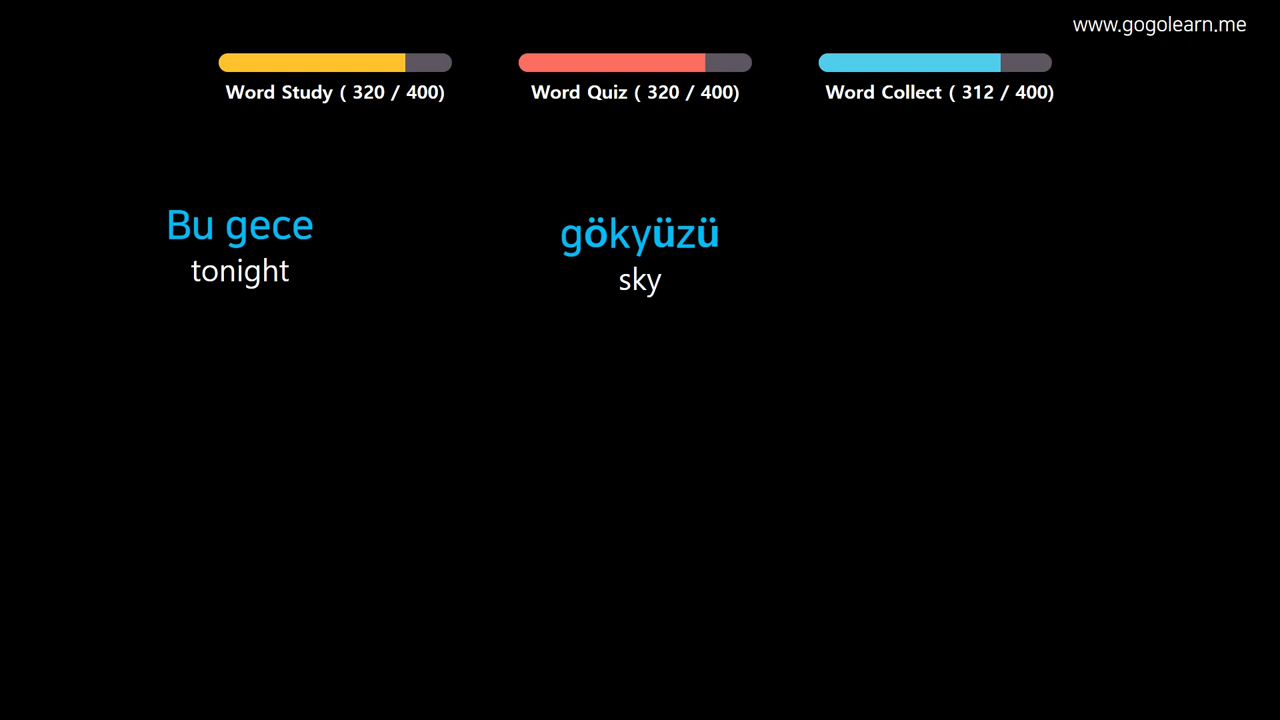 www.gogolearn.me
Word Study ( 320 / 400)
Word Quiz ( 320 / 400)
Word Collect ( 312 / 400)
Bu gece
tonight
gökyüzü
sky